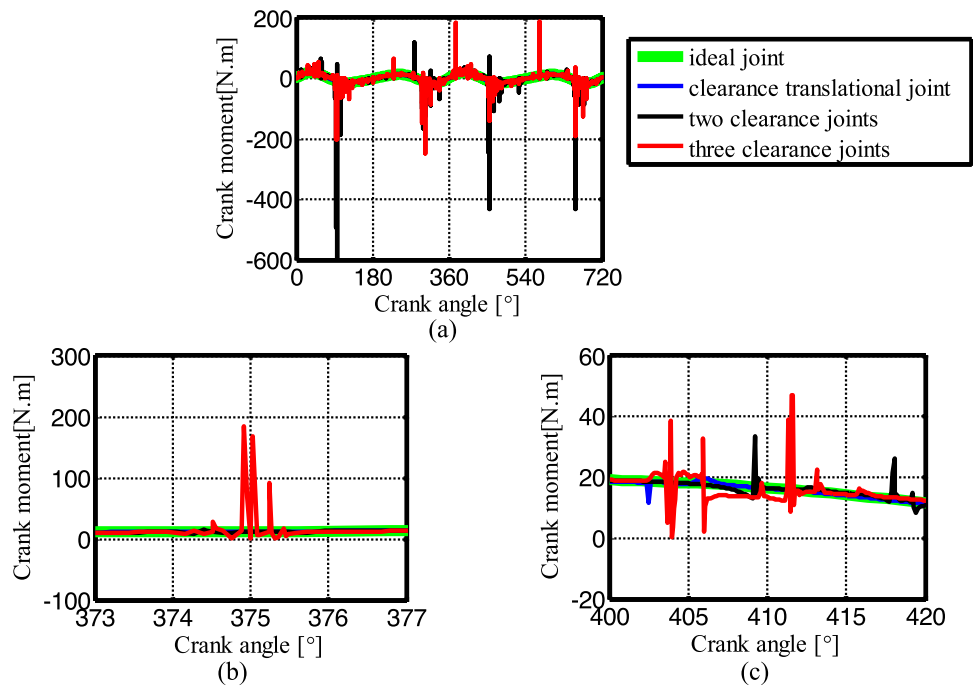 200
0
-200
-400
-600
Crank moment[N.m]
0 180 360 540 720
Crank angle [°]
(a)
ideal joint
clearance translational joint
two clearance joints
three clearance joints
300
200
100
0
-100
Crank moment[N.m]
373 374 375 376 377
Crank angle [°]
(b)
60
40
20
0
-20
Crank moment[N.m]
400 405 410 415 420
Crank angle [°]
(c)